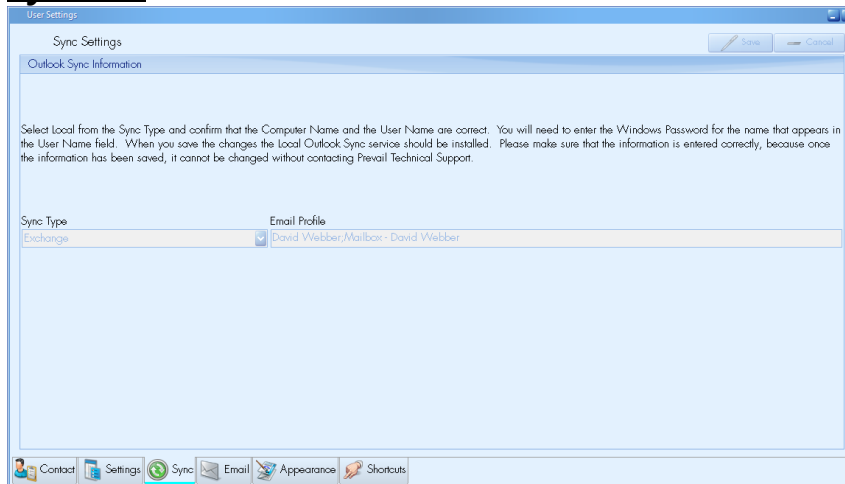 User Settings
Sync Settings
Save Cancel
Outlook Sync Information
Select Local from the Sync Type and confirm that the Computer Name and the User Name are correct. You will need to enter the Windows Password for the name that appears in
the User Name field. When you save the changes the Local Outlook Sync service should be installed. Please make sure that the information is entered correctly, because once
the information has been saved, it cannot be changed without contacting Prevail Technical Support.
Sync Type Email Profile
Exchange David Webber;Mailbox - David Webber
Contact Settings Sync Email Appearance Shortcuts